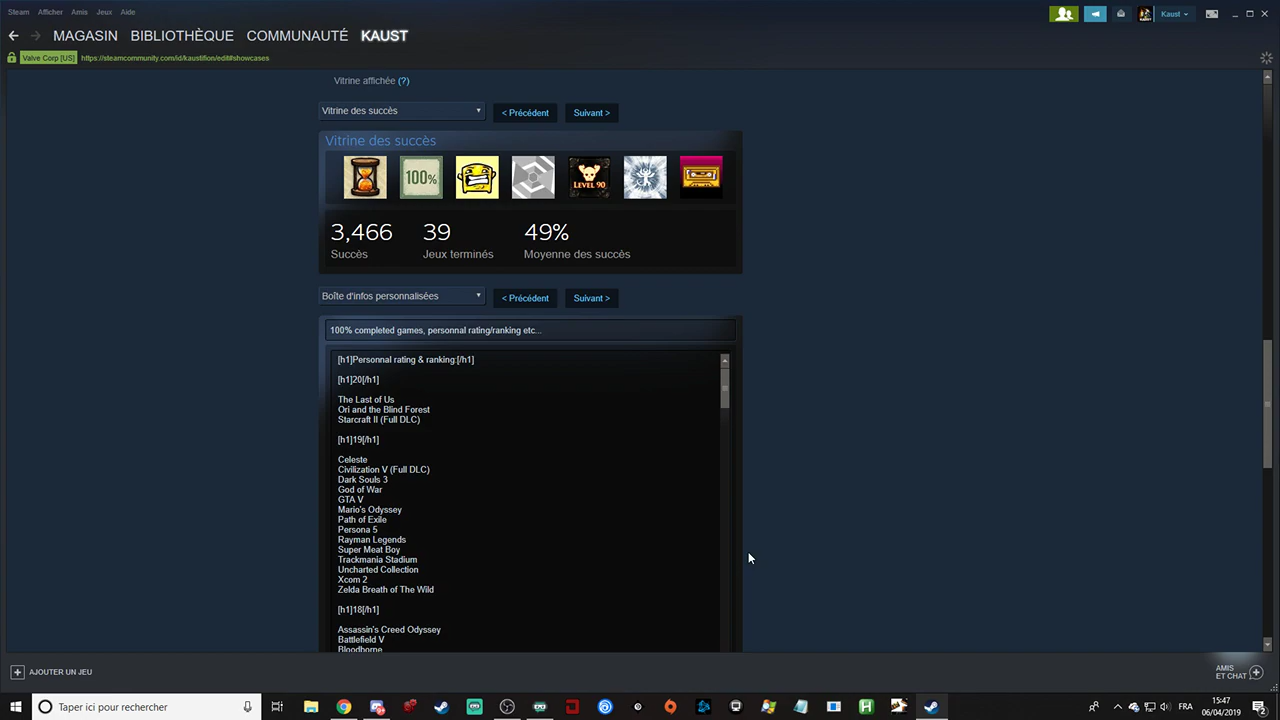 Steam Afficher Amis Jeux Aide
Kaust
MAGASIN BIBLIOTHÈQUE COMMUNAUTÉ KAUST
Valve Corp [US] https://steamcommunity.com/id/kaustifion/edit#showcases
Vitrine affichée (?)
Vitrine des succès < Précédent Suivant >
Vitrine des succès
100%
LEVEL 90
3,466 39 49%
Succès Jeux terminés Moyenne des succès
Boîte d'infos personnalisées < Précédent Suivant >
100% completed games, personnal rating/ranking etc...
[h1]Personnal rating & ranking:[/h1]
[h1]20[/h1]
The Last of Us
Ori and the Blind Forest
Starcraft II (Full DLC)
[h1]19[/h1]
Celeste
Civilization V (Full DLC)
Dark Souls 3
God of War
GTA V
Mario's Odyssey
Path of Exile
Persona 5
Rayman Legends
Super Meat Boy
Trackmania Stadium
Uncharted Collection
Xcom 2
Zelda Breath of The Wild
[h1]18[/h1]
Assassin's Creed Odyssey
Battlefield V
Bloodborne
AJOUTER UN JEU
AMIS
ET CHAT
Taper ici pour rechercher
FRA
15:47
06/04/2019